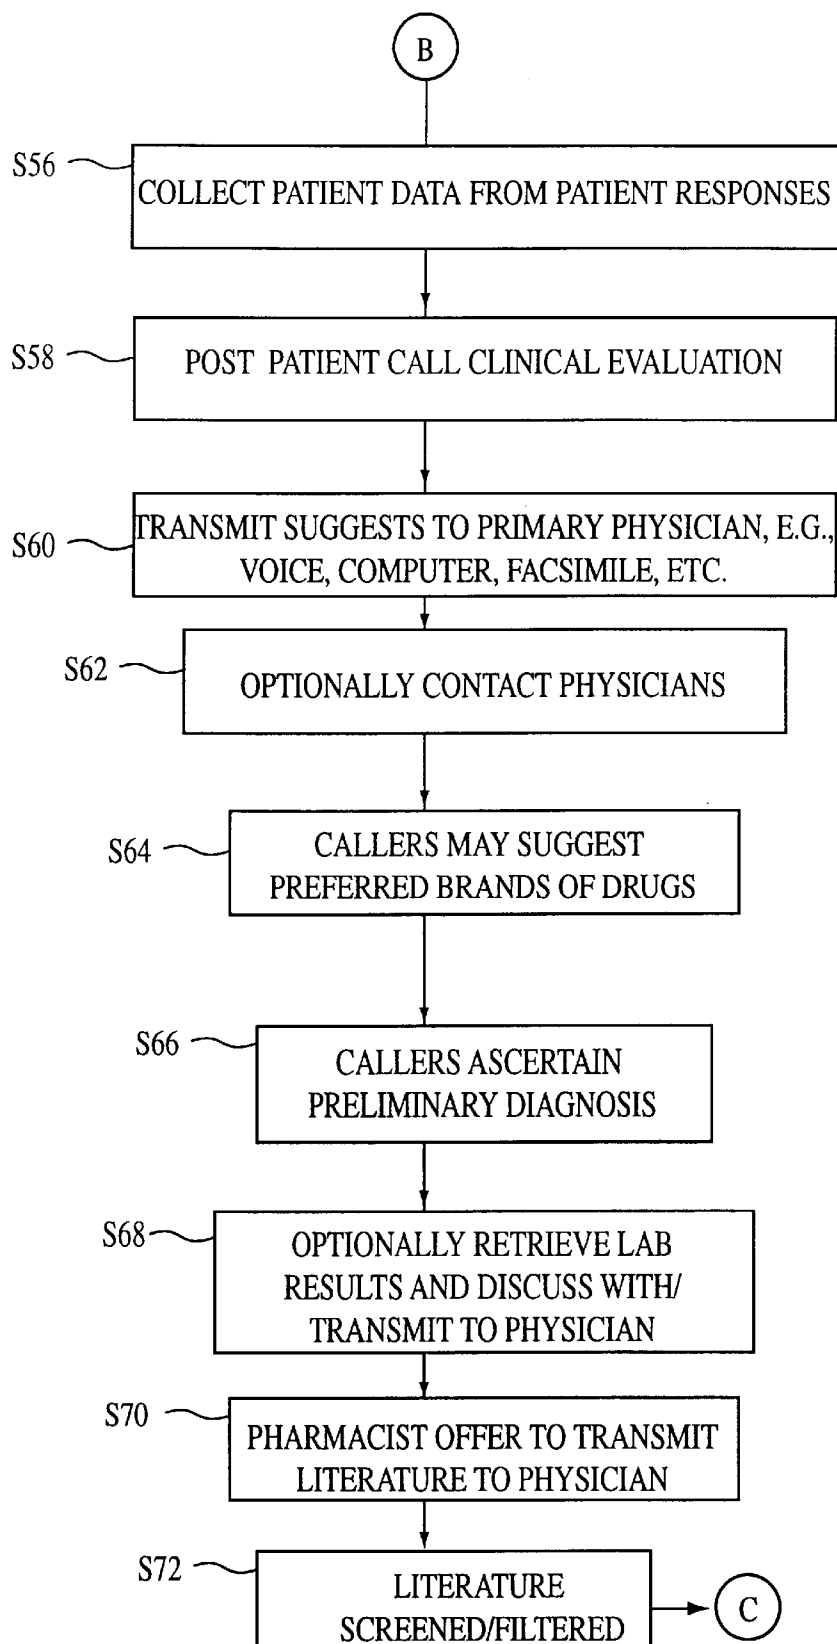 B
S56
COLLECT PATIENT DATA FROM PATIENT RESPONSES
S58
POST PATIENT CALL CLINICAL EVALUATION
S60
TRANSMIT SUGGESTS TO PRIMARY PHYSICIAN, E.G.,
VOICE, COMPUTER, FACSIMILE, ETC.
S62
OPTIONALLY CONTACT PHYSICIANS
S64
CALLERS MAY SUGGEST
PREFERRED BRANDS OF DRUGS
S66
CALLERS ASCERTAIN
PRELIMINARY DIAGNOSIS
S68
OPTIONALLY RETRIEVE LAB
RESULTS AND DISCUSS WITH/
TRANSMIT TO PHYSICIAN
S70
PHARMACIST OFFER TO TRANSMIT
LITERATURE TO PHYSICIAN
S72
LITERATURE
SCREENED/FILTERED
C